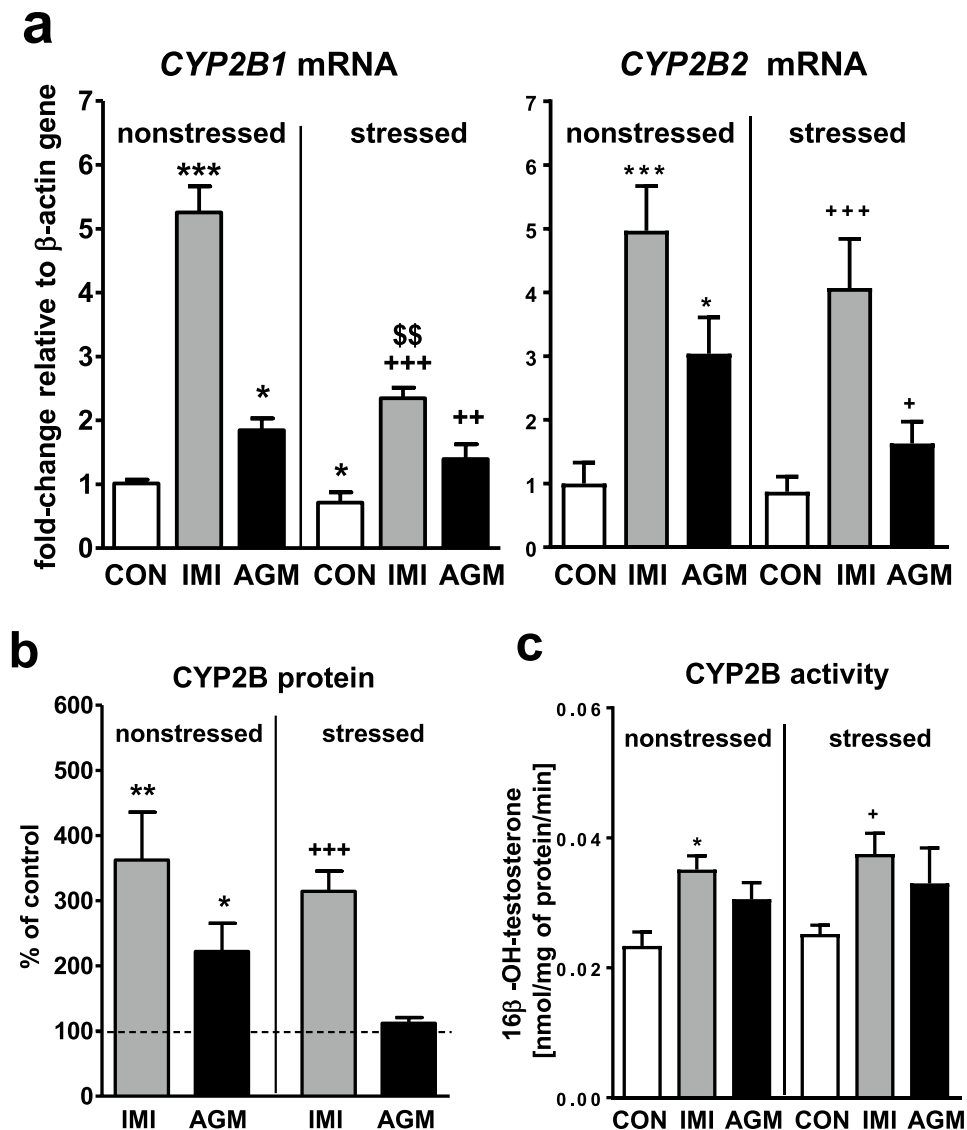 a
CYP2B1 mRNA
CYP2B2 mRNA
fold-change relative to β-actin gene
7
6
5
4
3
2
1
0
nonstressed
stressed
***
*
*
$$
+++
++
CON IMI AGM CON IMI AGM
7
6
5
4
3
2
1
0
nonstressed
stressed
***
*
+++
+
CON IMI AGM CON IMI AGM
b
CYP2B protein
% of control
600
500
400
300
200
100
0
nonstressed
stressed
**
*
+++
IMI AGM IMI AGM
c
CYP2B activity
16β -OH-testosterone
[nmol/mg of protein/min]
0.06
0.04
0.02
0.00
nonstressed
stressed
*
+
CON IMI AGM CON IMI AGM